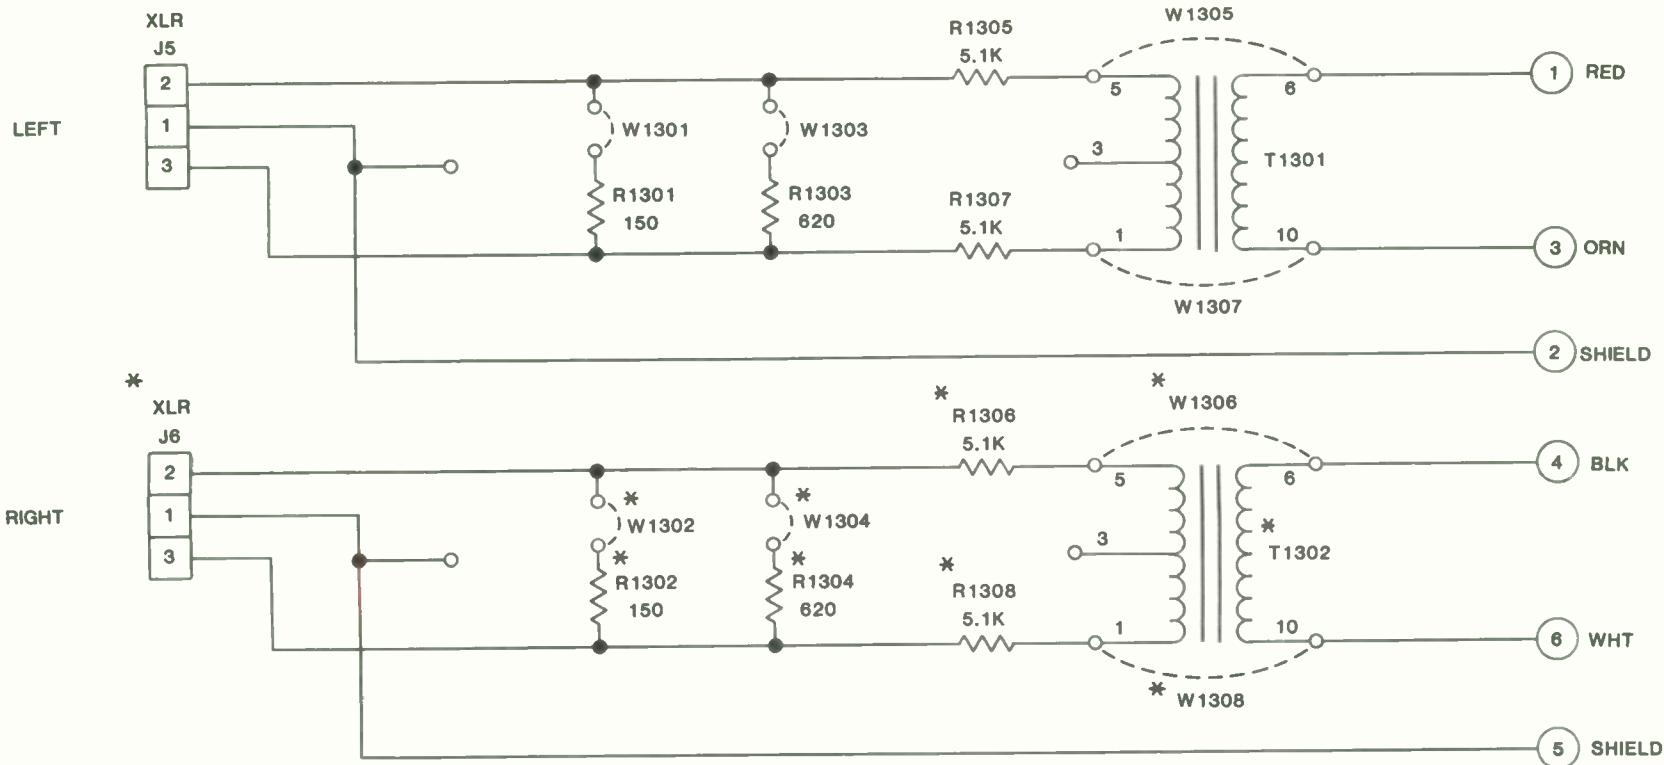 XLR
J5
2
1
3
LEFT
W1301
R1301
150
W1303
R1303
620
R1305
5.1K
R1307
5.1K
W1305
5
3
1
6
T1301
10
W1307
1 RED
3 ORN
2 SHIELD
*
XLR
J6
2
1
3
RIGHT
*
W1302
*
R1302
150
*
W1304
*
R1304
620
*
R1306
5.1K
*
R1308
5.1K
*
W1306
5
3
1
6
*
T1302
10
*
W1308
4 BLK
6 WHT
5 SHIELD